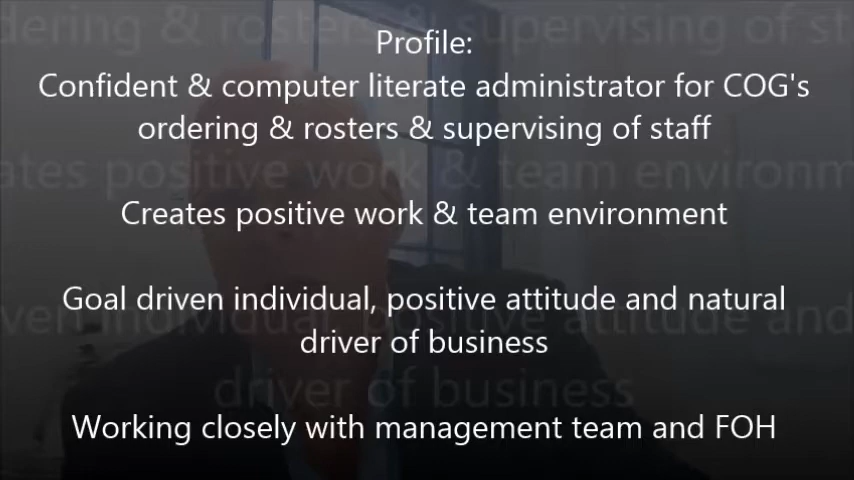 Profile:
Confident & computer literate administrator for COG's
ordering & rosters & supervising of staff
Creates positive work & team environment
Goal driven individual, positive attitude and natural
driver of business
Working closely with management team and FOH